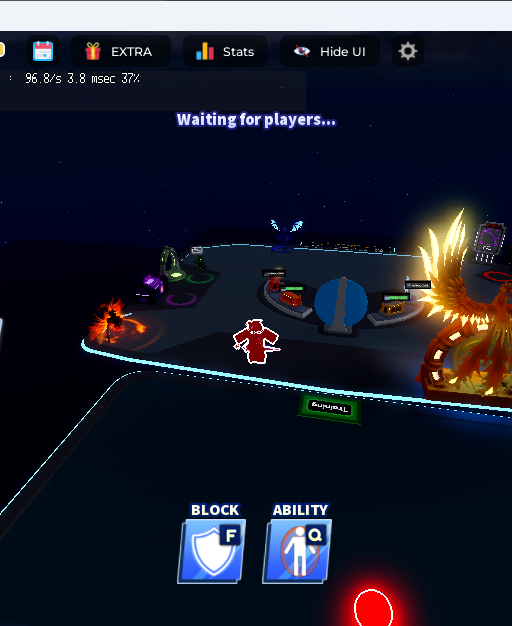 EXTRA
Stats
Hide UI
: 96.8/s 3.8 msec 37%
Waiting for players...
Training
BLOCK
ABILITY
F
Q